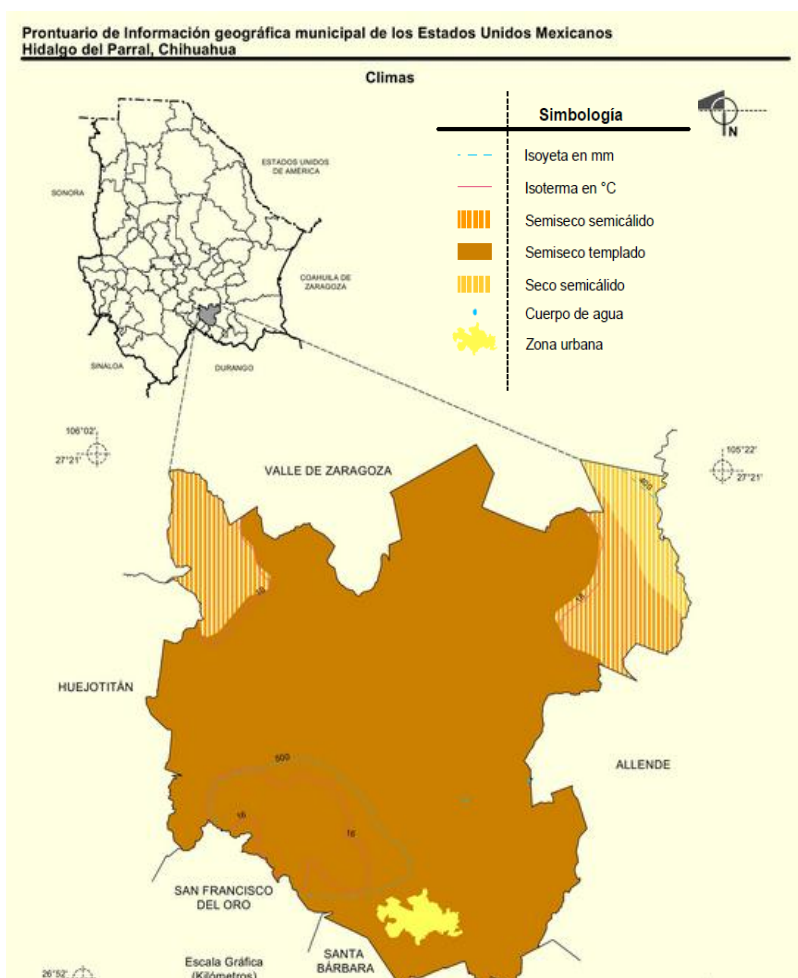 Prontuario de Información geográfica municipal de los Estados Unidos Mexicanos
Hidalgo del Parral, Chihuahua
Climas
Simbología
N
Isoyeta en mm
Isoterma en °C
Semiseco semicálido
Semiseco templado
Seco semicálido
Cuerpo de agua
Zona urbana
ESTADOS UNIDOS
DE AMÉRICA
SONORA
COAHUILA DE
ZARAGOZA
SINALOA
DURANGO
106°02'
27°21'
105°22'
27°21'
VALLE DE ZARAGOZA
400
18
18
HUEJOTITÁN
ALLENDE
500
16
16
SAN FRANCISCO
DEL ORO
SANTA
BÁRBARA
Escala Gráfica
(Kilómetros)
26°52'